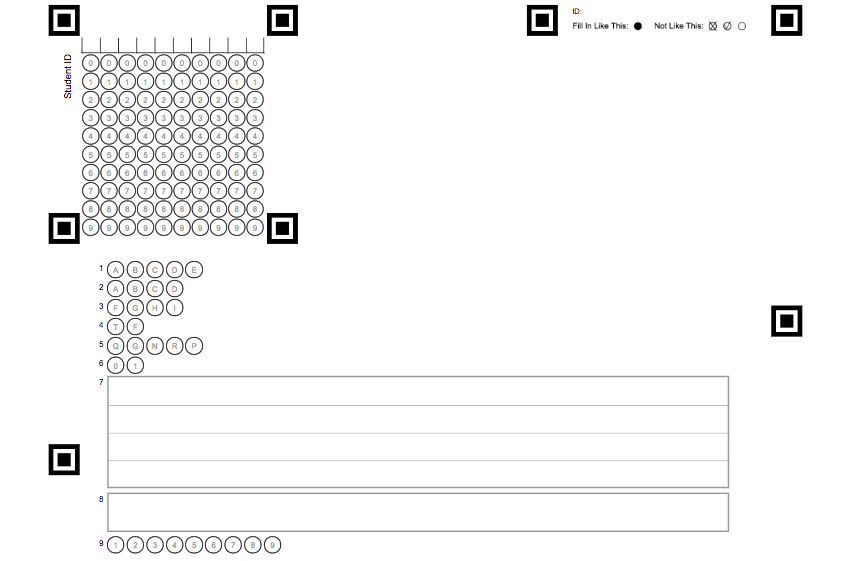 ID:
Fill In Like This: Not Like This:
Student ID
0 0 0 0 0 0 0 0 0 0
1 1 1 1 1 1 1 1 1 1
2 2 2 2 2 2 2 2 2 2
3 3 3 3 3 3 3 3 3 3
4 4 4 4 4 4 4 4 4 4
5 5 5 5 5 5 5 5 5 5
6 6 6 6 6 6 6 6 6 6
7 7 7 7 7 7 7 7 7 7
8 8 8 8 8 8 8 8 8 8
9 9 9 9 9 9 9 9 9 9
1 A B C D E
2 A B C D
3 F G H I
4 T F
5 Q G N R P
6 0 1
7
8
9 1 2 3 4 5 6 7 8 9